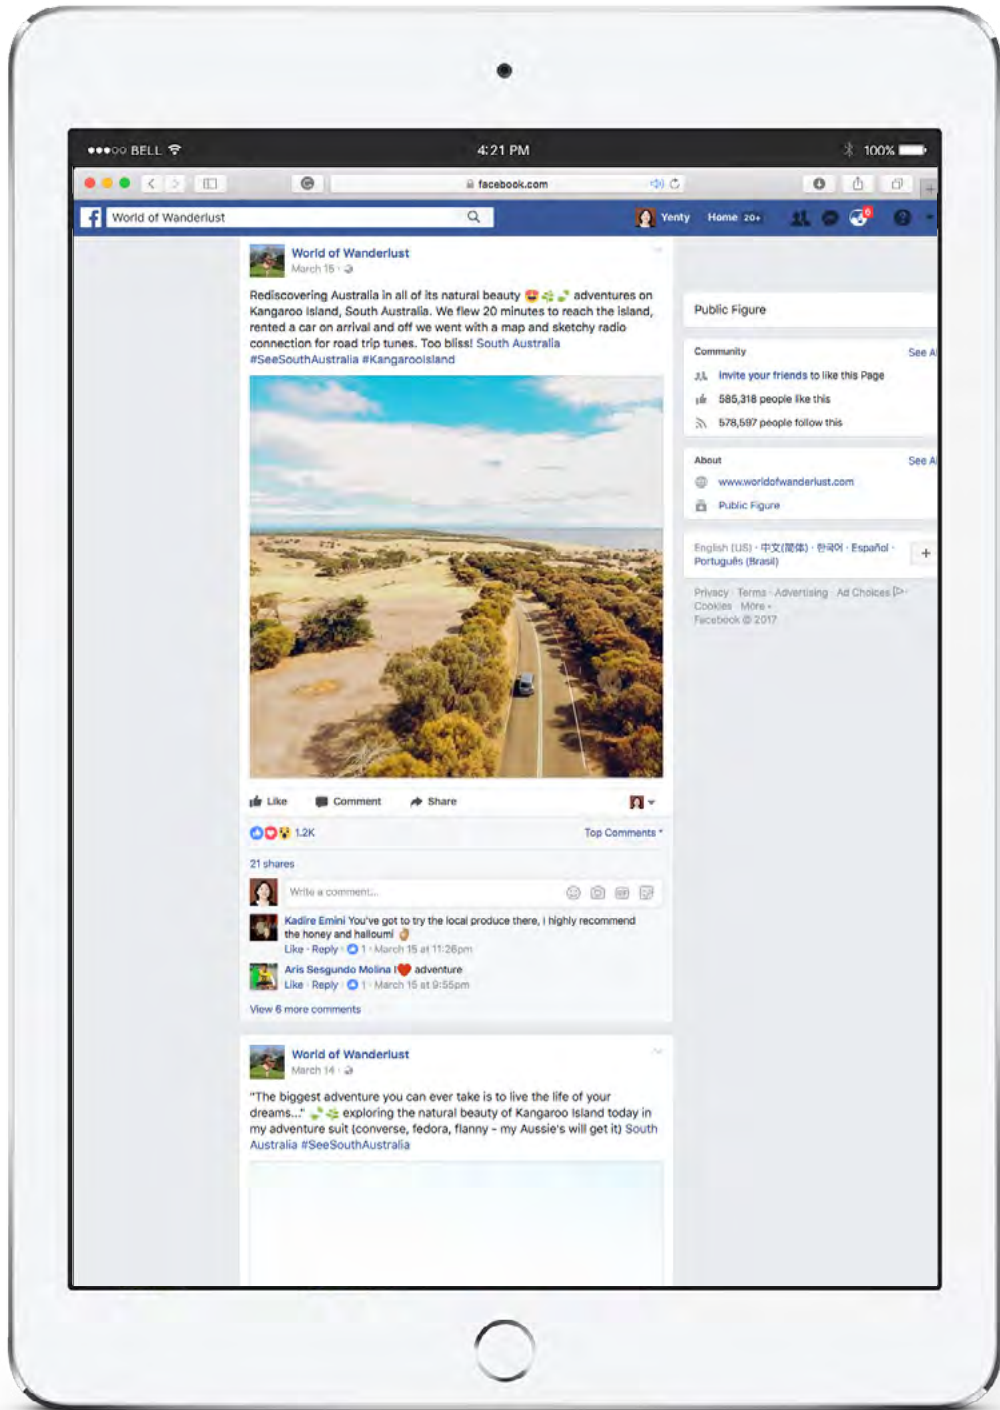 BELL
4:21 PM
100%
facebook.com
World of Wanderlust
Yenty
Home 20+
6
World of Wanderlust
March 15
Rediscovering Australia in all of its natural beauty adventures on
Kangaroo Island, South Australia. We flew 20 minutes to reach the island,
rented a car on arrival and off we went with a map and sketchy radio
connection for road trip tunes. Too bliss! South Australia
#SeeSouthAustralia #KangarooIsland
Like
Comment
Share
1.2K
Top Comments
21 shares
Write a comment...
GIF
Kadire Emini You've got to try the local produce there, i highly recommend
the honey and halloumi
Like · Reply · 1 · March 15 at 11:26pm
Aris Sesgundo Molina I ❤ adventure
Like · Reply · 1 · March 15 at 9:55pm
View 6 more comments
World of Wanderlust
March 14
"The biggest adventure you can ever take is to live the life of your
dreams..." exploring the natural beauty of Kangaroo Island today in
my adventure suit (converse, fedora, flanny – my Aussie's will get it) South
Australia #SeeSouthAustralia
Public Figure
Community
See Al
Invite your friends to like this Page
585,318 people like this
578,597 people follow this
About
See Al
www.worldofwanderlust.com
Public Figure
English (US) · 中文(简体) · 한국어 · Español ·
Português (Brasil)
Privacy · Terms · Advertising · Ad Choices ·
Cookies · More
Facebook © 2017